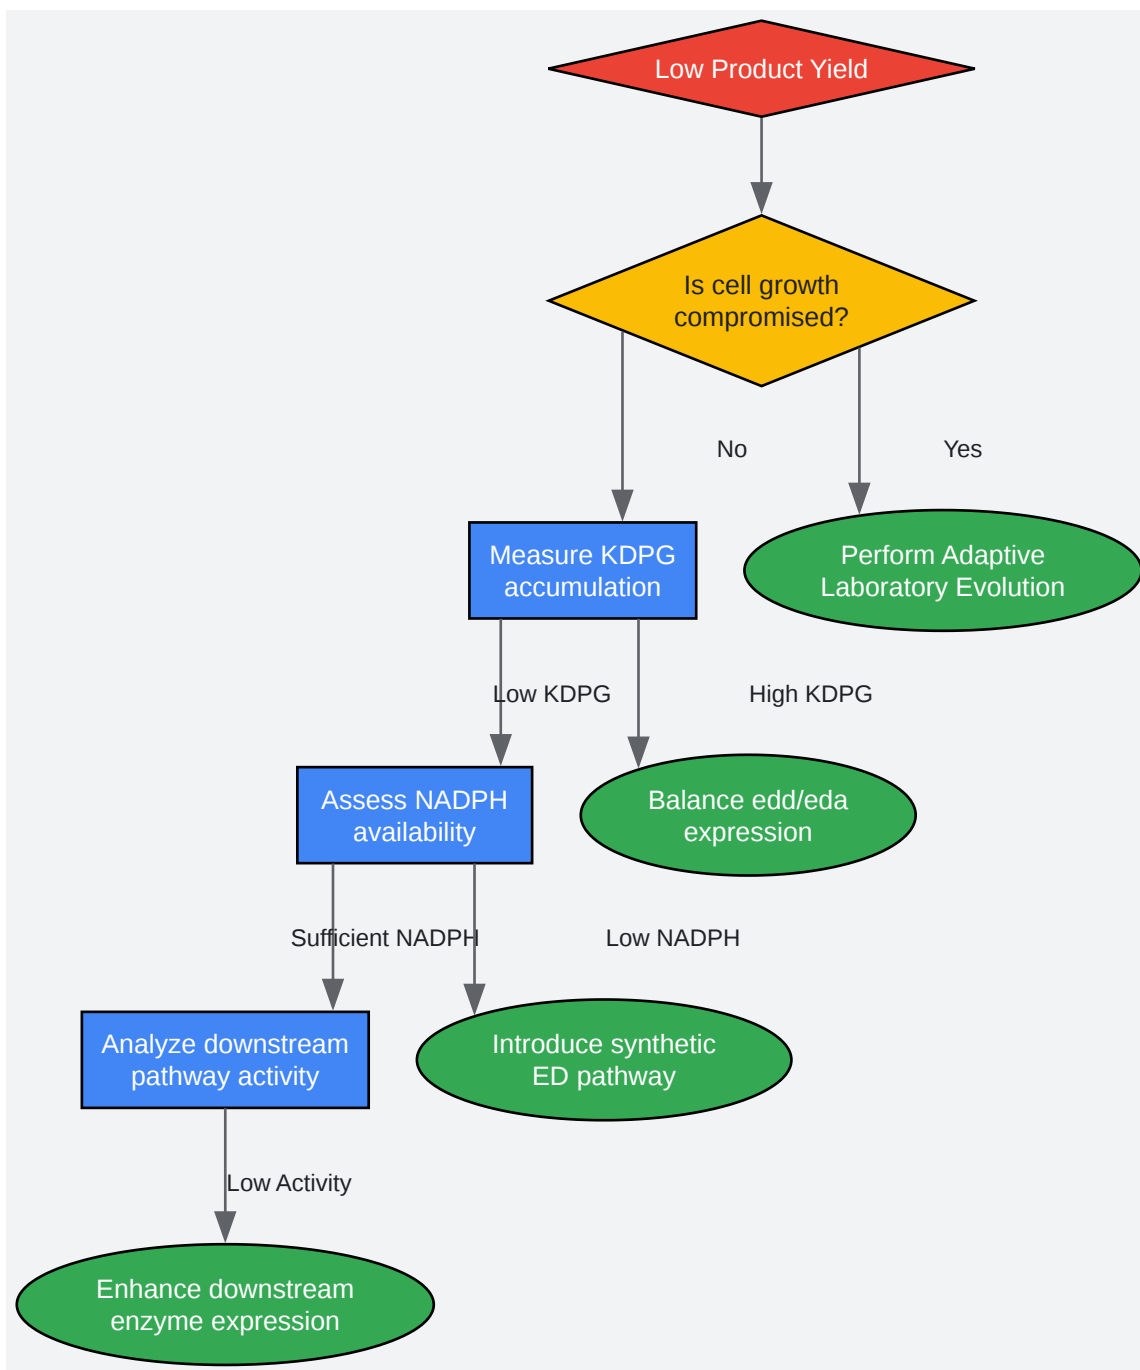 Low Product Yield
Is cell growth
compromised?
No
Yes
Measure KDPG
accumulation
Perform Adaptive
Laboratory Evolution
Low KDPG
High KDPG
Assess NADPH
availability
Balance edd/eda
expression
Sufficient NADPH
Low NADPH
Analyze downstream
pathway activity
Introduce synthetic
ED pathway
Low Activity
Enhance downstream
enzyme expression